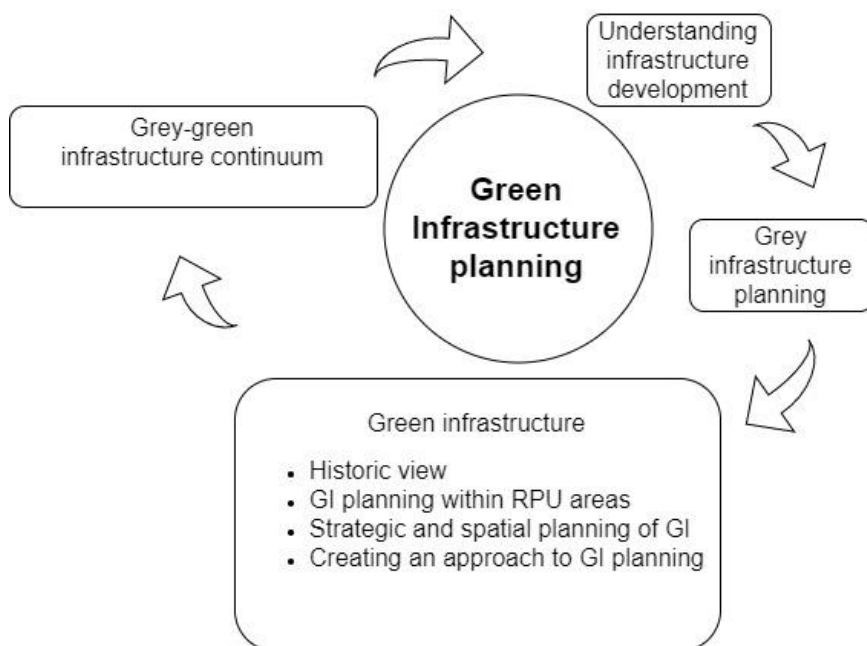 Understanding
infrastructure
development
Grey-green
infrastructure continuum
Green
Infrastructure
planning
Grey
infrastructure
planning
Green infrastructure
• Historic view
• GI planning within RPU areas
• Strategic and spatial planning of GI
• Creating an approach to GI planning